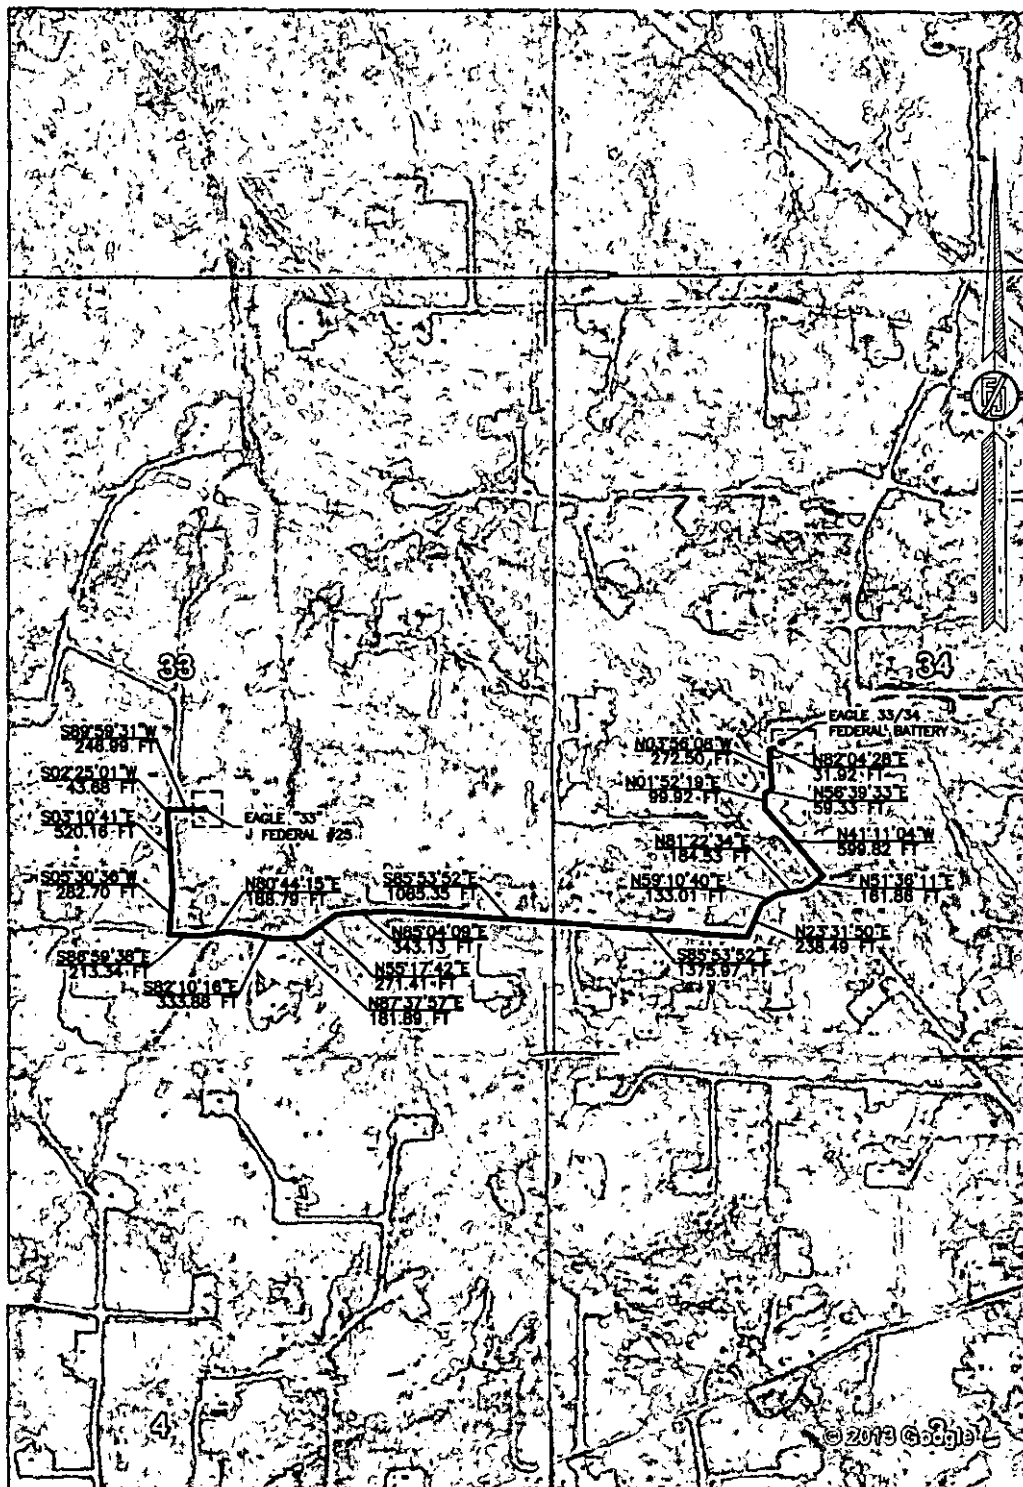 33
34
EAGLE 33/34
FEDERAL BATTERY
S89°59'31"W
248.99 FT
N03°56'08"W
272.50 FT
N82°04'28"E
31.92 FT
S02°25'01"W
43.68 FT
N01°52'19"E
99.92 FT
N56°39'33"E
59.33 FT
S03°10'41"E
520.16 FT
EAGLE "33"
J FEDERAL #25
N81°22'34"E
184.53 FT
N41°11'04"W
599.82 FT
S05°30'36"W
282.70 FT
N80°44'15"E
188.79 FT
S85°53'52"E
1065.35 FT
N59°10'40"E
133.01 FT
N51°36'11"E
161.86 FT
N85°04'09"E
343.13 FT
N23°31'50"E
238.49 FT
S86°59'38"E
213.34 FT
N55°17'42"E
271.41 FT
S85°53'52"E
1375.97 FT
S82°10'16"E
333.88 FT
N87°37'57"E
181.89 FT
4
© 2013 Google